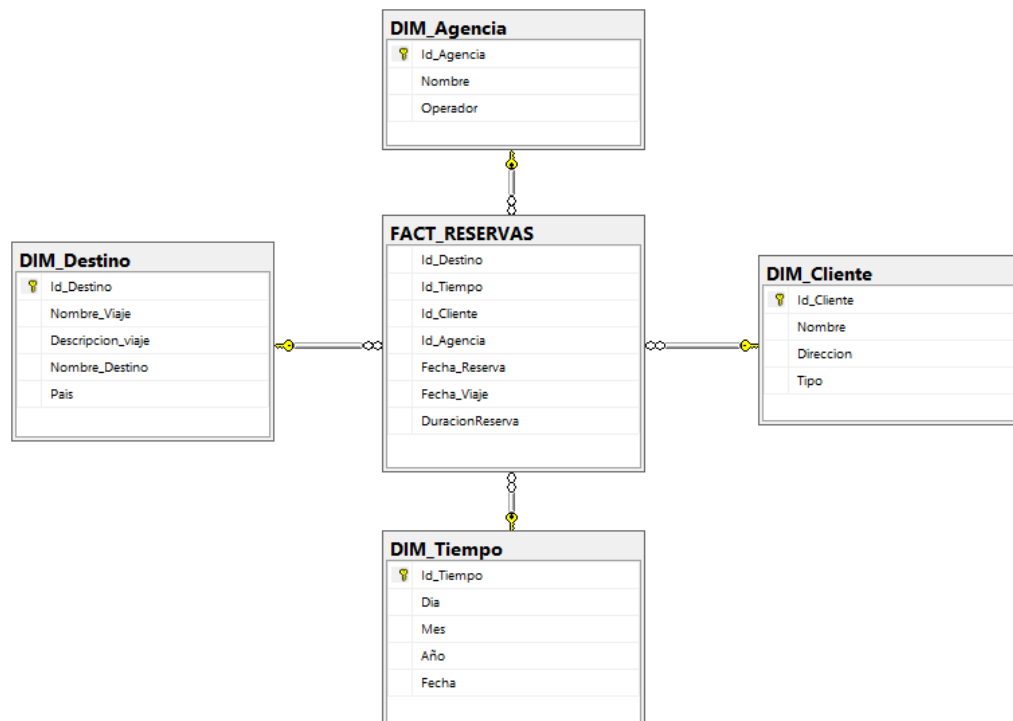 DIM_Agencia
Id_Agencia
Nombre
Operador
FACT_RESERVAS
Id_Destino
Id_Tiempo
Id_Cliente
Id_Agencia
Fecha_Reserva
Fecha_Viaje
DuracionReserva
DIM_Destino
Id_Destino
Nombre_Viaje
Descripcion_viaje
Nombre_Destino
Pais
DIM_Cliente
Id_Cliente
Nombre
Direccion
Tipo
DIM_Tiempo
Id_Tiempo
Dia
Mes
Año
Fecha